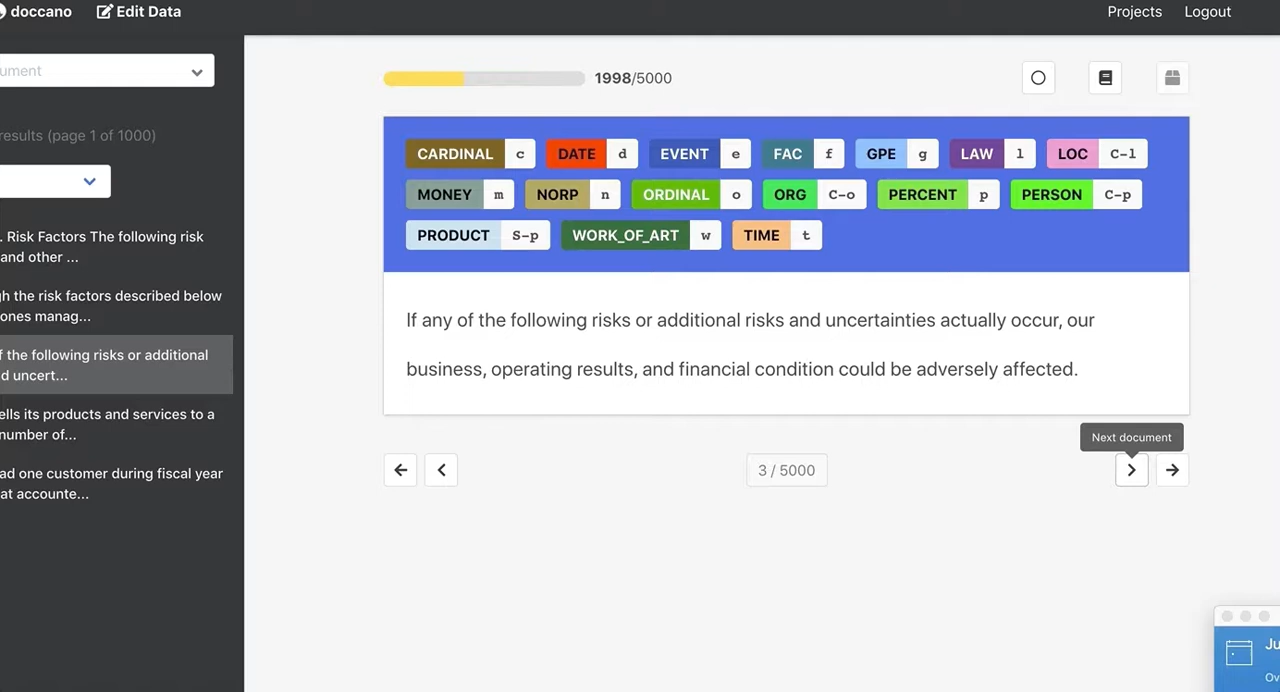 doccano Edit Data Projects Logout
ument
1998/5000
results (page 1 of 1000)
CARDINAL c DATE d EVENT e FAC f GPE g LAW l LOC C-l
MONEY m NORP n ORDINAL o ORG C-o PERCENT p PERSON C-p
PRODUCT S-p WORK_OF_ART w TIME t
. Risk Factors The following risk
and other ...
gh the risk factors described below
ones manag...
f the following risks or additional
d uncert...
ells its products and services to a
number of...
ad one customer during fiscal year
at accounte...
If any of the following risks or additional risks and uncertainties actually occur, our
business, operating results, and financial condition could be adversely affected.
Next document
3 / 5000
Ju
Ov